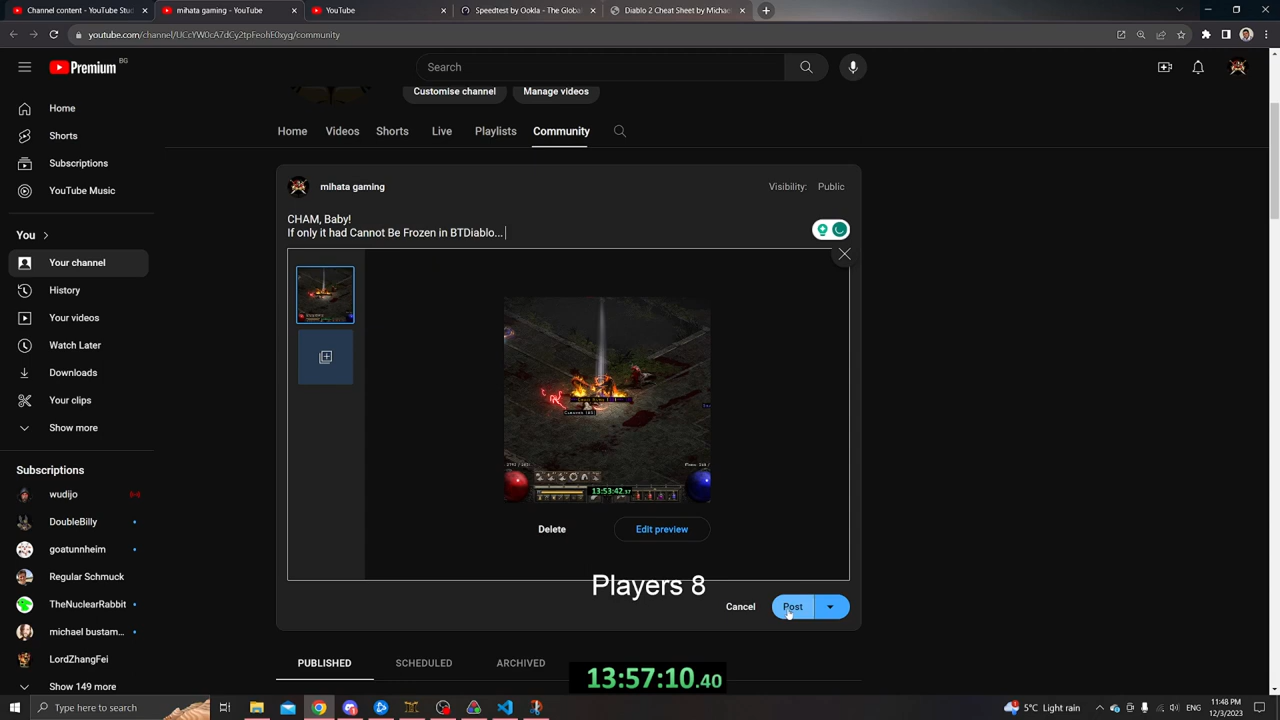 Channel content - YouTube Stud
mihata gaming - YouTube
YouTube
Speedtest by Ookla - The Global
Diablo 2 Cheat Sheet by Michae
youtube.com/channel/UCcYW0cA7dCy2tpFeohE0xyg/community
Premium BG
Search
Customise channel
Manage videos
Home
Shorts
Subscriptions
YouTube Music
You
Your channel
History
Your videos
Watch Later
Downloads
Your clips
Show more
Subscriptions
wudijo
DoubleBilly
goatunnheim
Regular Schmuck
TheNuclearRabbit
michael bustam...
LordZhangFei
Show 149 more
Home
Videos
Shorts
Live
Playlists
Community
mihata gaming
Visibility: Public
CHAM, Baby!
If only it had Cannot Be Frozen in BTDiablo...
Cham Rune
13:53:42
Delete
Edit preview
Players 8
Cancel
Post
PUBLISHED
SCHEDULED
ARCHIVED
13:57:10.40
Type here to search
5°C Light rain
ENG
11:48 PM
12/3/2023